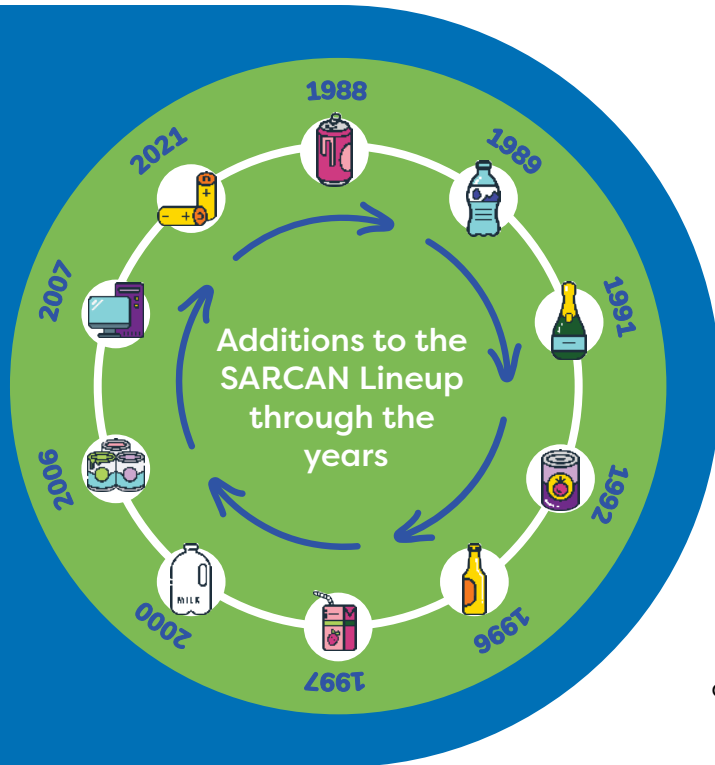 1988
1989
1991
1992
1996
1997
2000
2006
2007
2021
Additions to the
SARCAN Lineup
through the
years
MILK